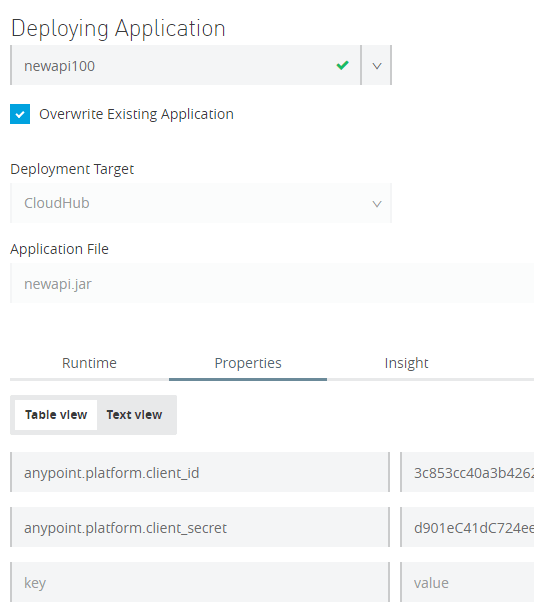 Deploying Application
newapi100
Overwrite Existing Application
Deployment Target
CloudHub
Application File
newapi.jar
Runtime Properties Insight
Table view Text view
anypoint.platform.client_id 3c853cc40a3b4262
anypoint.platform.client_secret d901eC41dC724ee
key value